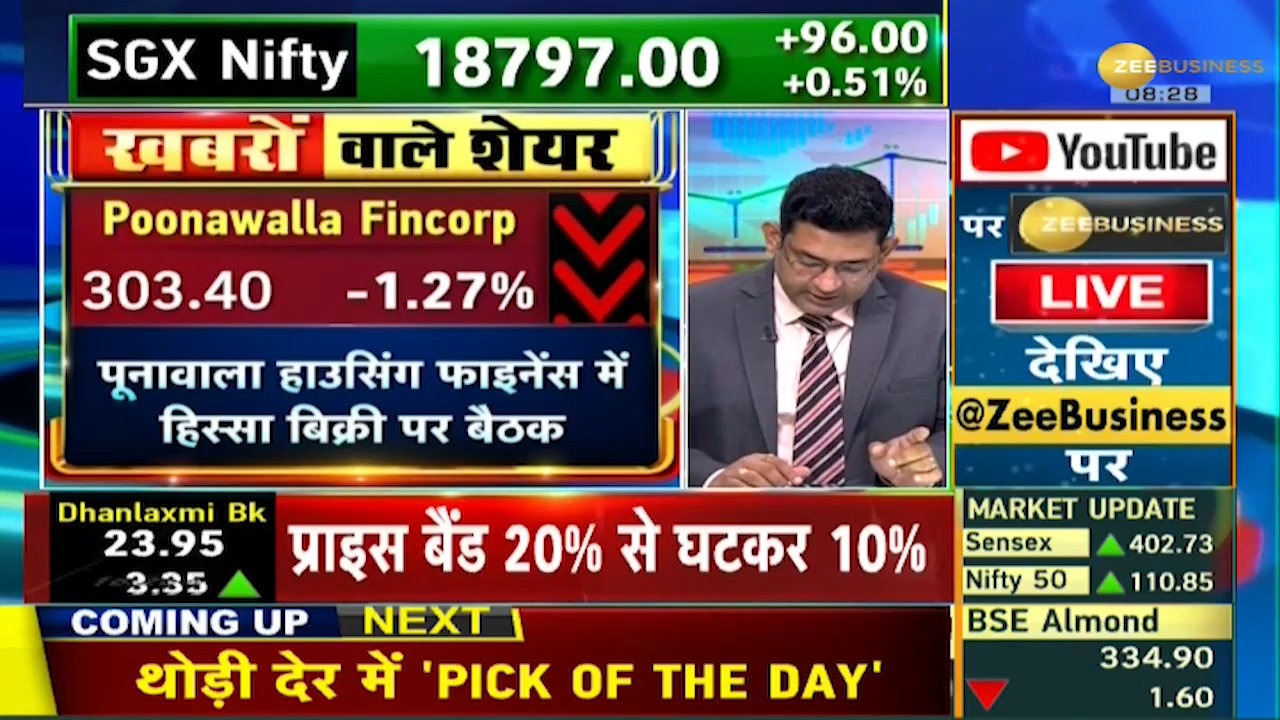 SGX Nifty 18797.00 +96.00
+0.51%
ZEEBUSINESS
08:28
खबरों वाले शेयर
Poonawalla Fincorp
303.40 -1.27%
पूनावाला हाउसिंग फाइनेंस में
हिस्सा बिक्री पर बैठक
YouTube
पर ZEEBUSINESS
LIVE
देखिए
@ZeeBusiness
पर
Dhanlaxmi Bk
23.95
3.35
प्राइस बैंड 20% से घटकर 10%
MARKET UPDATE
Sensex 402.73
Nifty 50 110.85
BSE Almond
334.90
1.60
COMING UP NEXT
थोड़ी देर में 'PICK OF THE DAY'